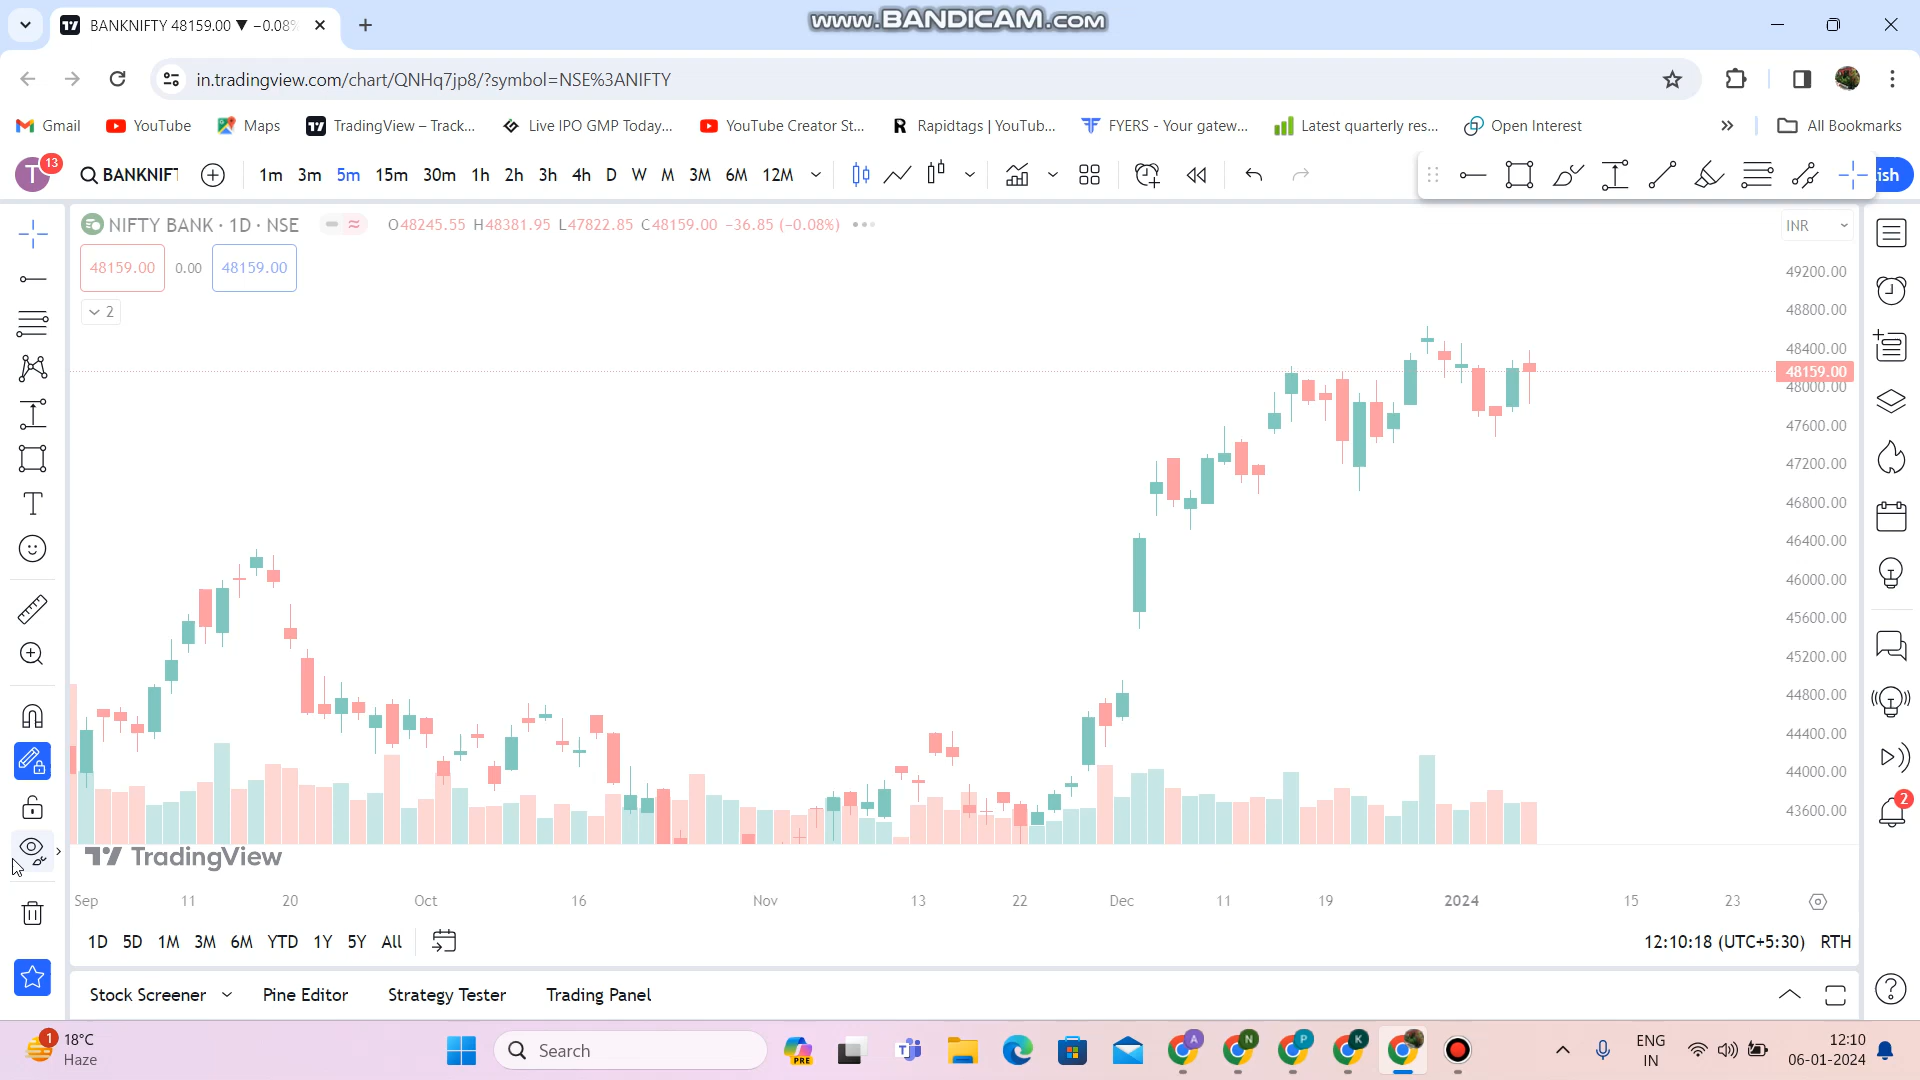 BANKNIFTY 48159.00 ▼ −0.08%
www.BANDICAM.com
in.tradingview.com/chart/QNHq7jp8/?symbol=NSE%3ANIFTY
Gmail YouTube Maps TradingView – Track... Live IPO GMP Today... YouTube Creator St... Rapidtags | YouTub... FYERS - Your gatew... Latest quarterly res... Open Interest » All Bookmarks
T 13 BANKNIFT 1m 3m 5m 15m 30m 1h 2h 3h 4h D W M 3M 6M 12M ish
NIFTY BANK · 1D · NSE O48245.55 H48381.95 L47822.85 C48159.00 −36.85 (−0.08%) INR
48159.00 0.00 48159.00
2
49200.00
48800.00
48400.00
48159.00
48000.00
47600.00
47200.00
46800.00
46400.00
46000.00
45600.00
45200.00
44800.00
44400.00
44000.00
43600.00
2
TradingView
Sep 11 20 Oct 16 Nov 13 22 Dec 11 19 2024 15 23
1D 5D 1M 3M 6M YTD 1Y 5Y All 12:10:18 (UTC+5:30) RTH
Stock Screener Pine Editor Strategy Tester Trading Panel
1 18°C
Haze
Search
PRE
A N P K
ENG
IN
12:10
06-01-2024